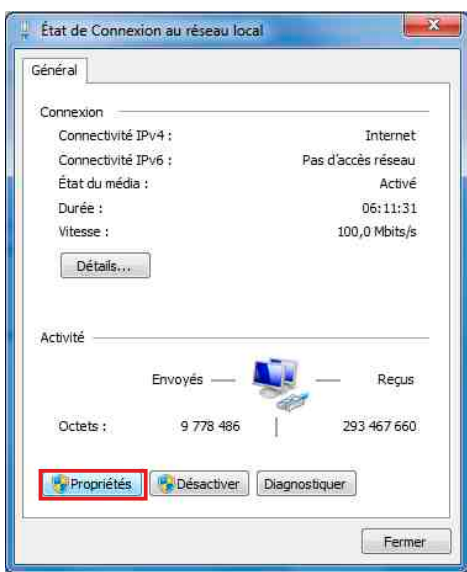 État de Connexion au réseau local
Général
Connexion
Connectivité IPv4 : Internet
Connectivité IPv6 : Pas d'accès réseau
État du média : Activé
Durée : 06:11:31
Vitesse : 100,0 Mbits/s
Détails...
Activité
Envoyés Reçus
Octets : 9 778 486 293 467 660
Propriétés Désactiver Diagnostiquer
Fermer